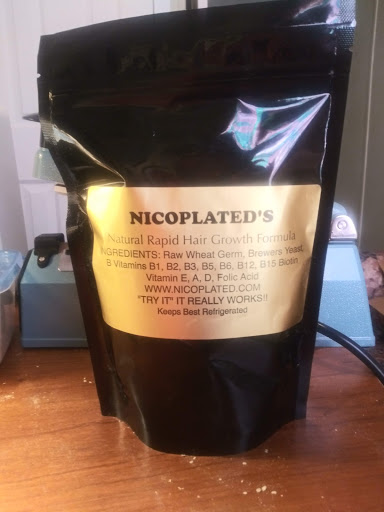 NICOPLATED'S
Natural Rapid Hair Growth Formula
INGREDIENTS: Raw Wheat Germ, Brewers Yeast,
B Vitamins B1, B2, B3, B5, B6, B12, B15 Biotin
Vitamin E, A, D, Folic Acid
WWW.NICOPLATED.COM
"TRY IT" IT REALLY WORKS!!
Keeps Best Refrigerated